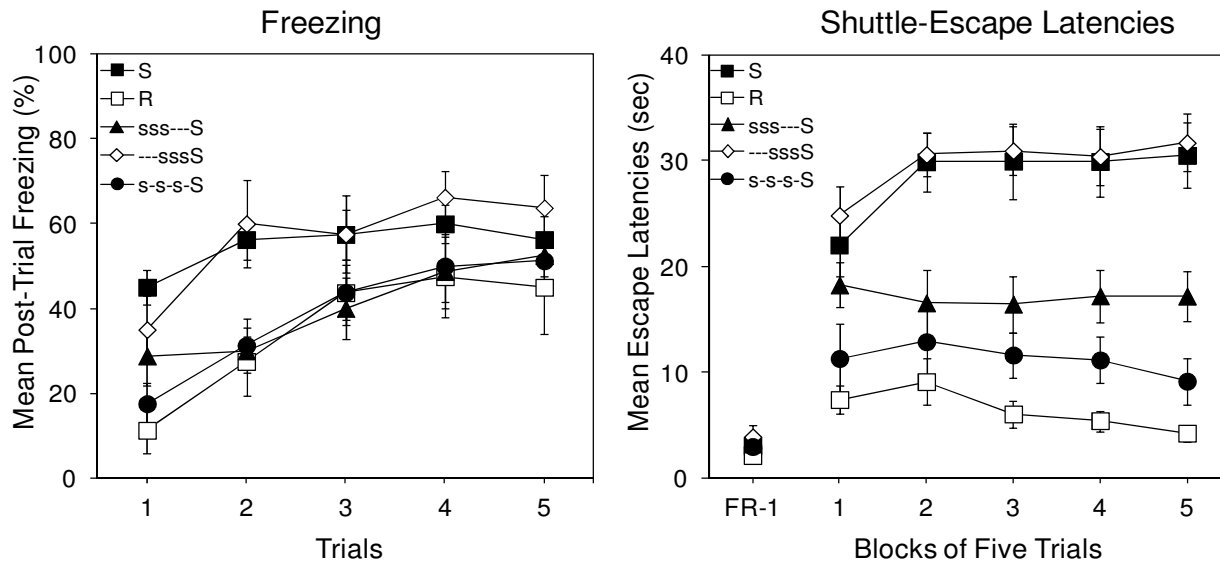 Freezing
Mean Post-Trial Freezing (%)
100
80
60
40
20
0
S
R
sss---S
---sssS
s-s-s-S
1 2 3 4 5
Trials
Shuttle-Escape Latencies
Mean Escape Latencies (sec)
40
30
20
10
0
S
R
sss---S
---sssS
s-s-s-S
FR-1 1 2 3 4 5
Blocks of Five Trials